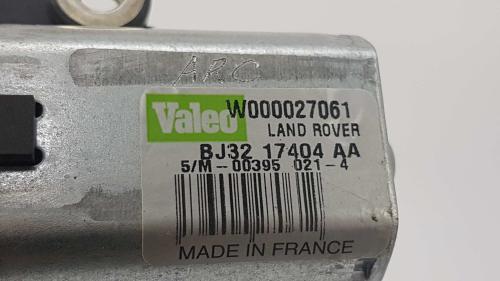 ARC
Valeo W000027061
LAND ROVER
BJ32 17404 AA
5/M-00395 021-4
MADE IN FRANCE